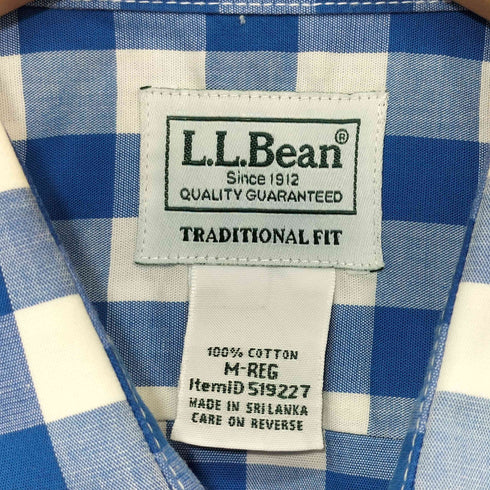 L.L.Bean®
Since 1912
QUALITY GUARANTEED
TRADITIONAL FIT
100% COTTON
M-REG
ItemID 519227
MADE IN SRI LANKA
CARE ON REVERSE